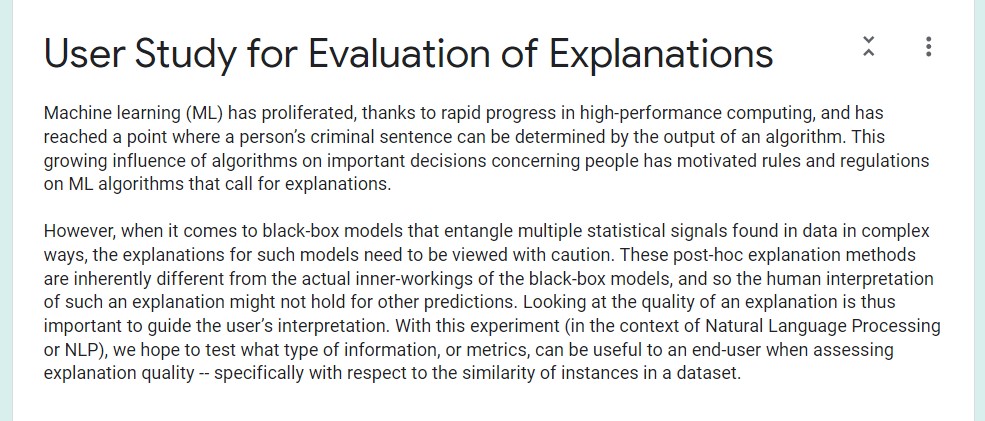 User Study for Evaluation of Explanations
Machine learning (ML) has proliferated, thanks to rapid progress in high-performance computing, and has
reached a point where a person's criminal sentence can be determined by the output of an algorithm. This
growing influence of algorithms on important decisions concerning people has motivated rules and regulations
on ML algorithms that call for explanations.
However, when it comes to black-box models that entangle multiple statistical signals found in data in complex
ways, the explanations for such models need to be viewed with caution. These post-hoc explanation methods
are inherently different from the actual inner-workings of the black-box models, and so the human interpretation
of such an explanation might not hold for other predictions. Looking at the quality of an explanation is thus
important to guide the user's interpretation. With this experiment (in the context of Natural Language Processing
or NLP), we hope to test what type of information, or metrics, can be useful to an end-user when assessing
explanation quality -- specifically with respect to the similarity of instances in a dataset.